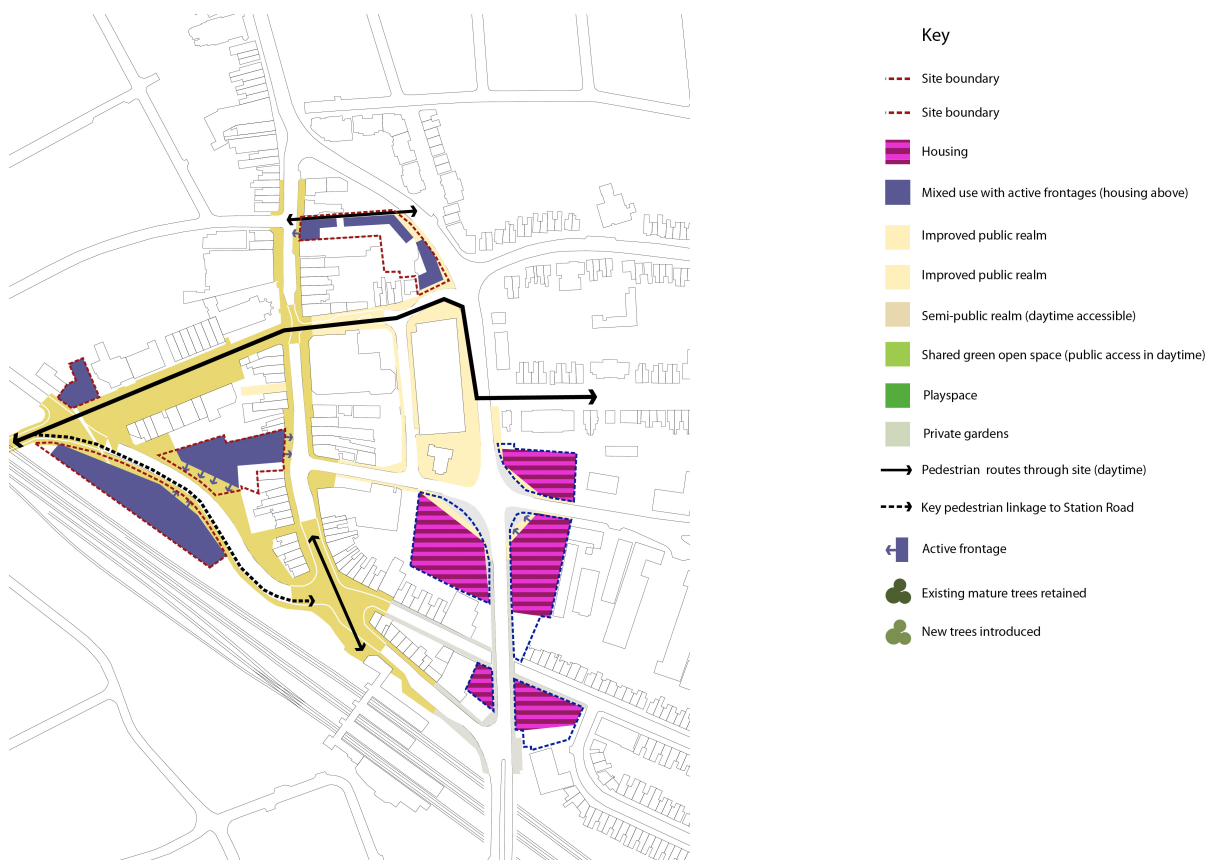 Key
Site boundary
Site boundary
Housing
Mixed use with active frontages (housing above)
Improved public realm
Improved public realm
Semi-public realm (daytime accessible)
Shared green open space (public access in daytime)
Playspace
Private gardens
Pedestrian routes through site (daytime)
Key pedestrian linkage to Station Road
Active frontage
Existing mature trees retained
New trees introduced